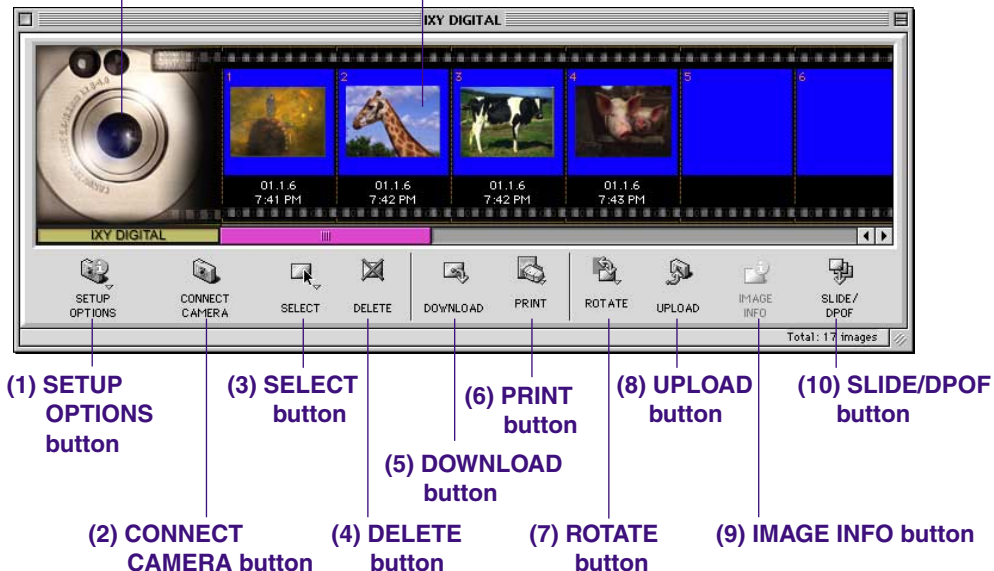 IXY DIGITAL
1 2 3 4 5 6
01.1.6 01.1.6 01.1.6 01.1.6
7:41 PM 7:42 PM 7:42 PM 7:43 PM
IXY DIGITAL
SETUP OPTIONS
CONNECT CAMERA
SELECT
DELETE
DOWNLOAD
PRINT
ROTATE
UPLOAD
IMAGE INFO
SLIDE/ DPOF
Total: 17 images
(1) SETUP
OPTIONS
button
(3) SELECT
button
(6) PRINT
button
(8) UPLOAD
button
(10) SLIDE/DPOF
button
(5) DOWNLOAD
button
(2) CONNECT
CAMERA button
(4) DELETE
button
(7) ROTATE
button
(9) IMAGE INFO button